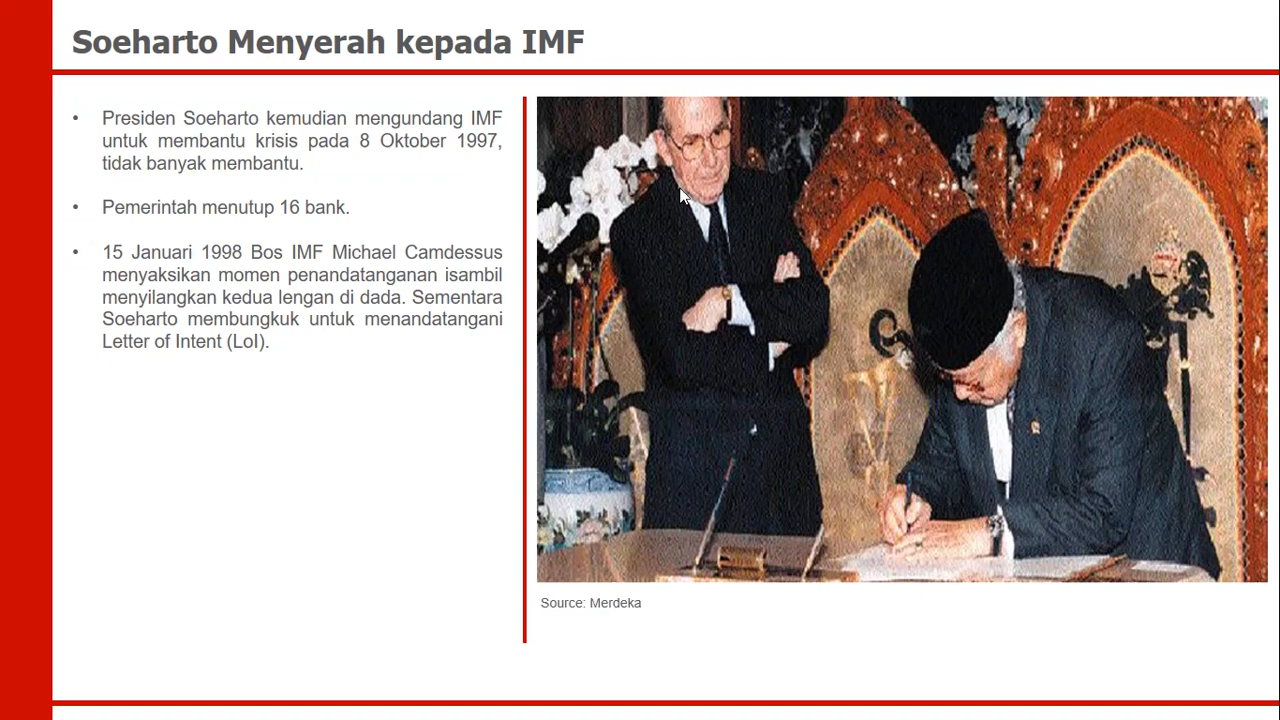 Soeharto Menyerah kepada IMF
• Presiden Soeharto kemudian mengundang IMF
untuk membantu krisis pada 8 Oktober 1997,
tidak banyak membantu.
• Pemerintah menutup 16 bank.
• 15 Januari 1998 Bos IMF Michael Camdessus
menyaksikan momen penandatanganan isambil
menyilangkan kedua lengan di dada. Sementara
Soeharto membungkuk untuk menandatangani
Letter of Intent (LoI).
Source: Merdeka